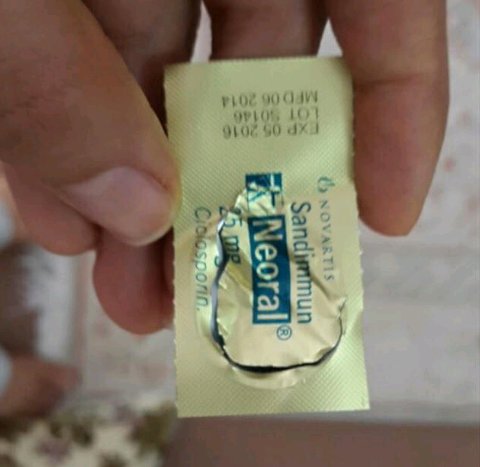 EXP 05 2016
LOT S0146
MFD 06 2014
NOVARTIS
Sandimmun
Neoral®
25 mg
Ciclosporin.